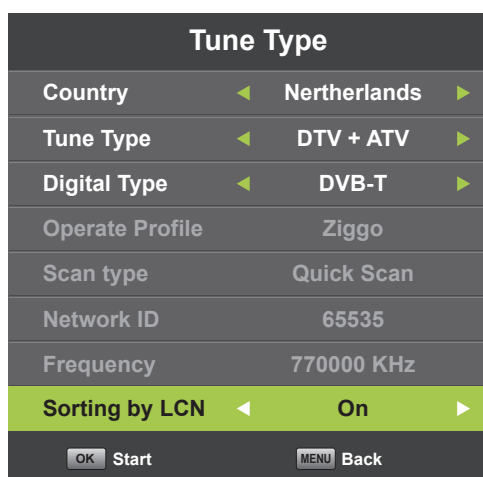 Tune Type
Country Nertherlands
Tune Type DTV + ATV
Digital Type DVB-T
Operate Profile Ziggo
Scan type Quick Scan
Network ID 65535
Frequency 770000 KHz
Sorting by LCN On
OK Start MENU Back